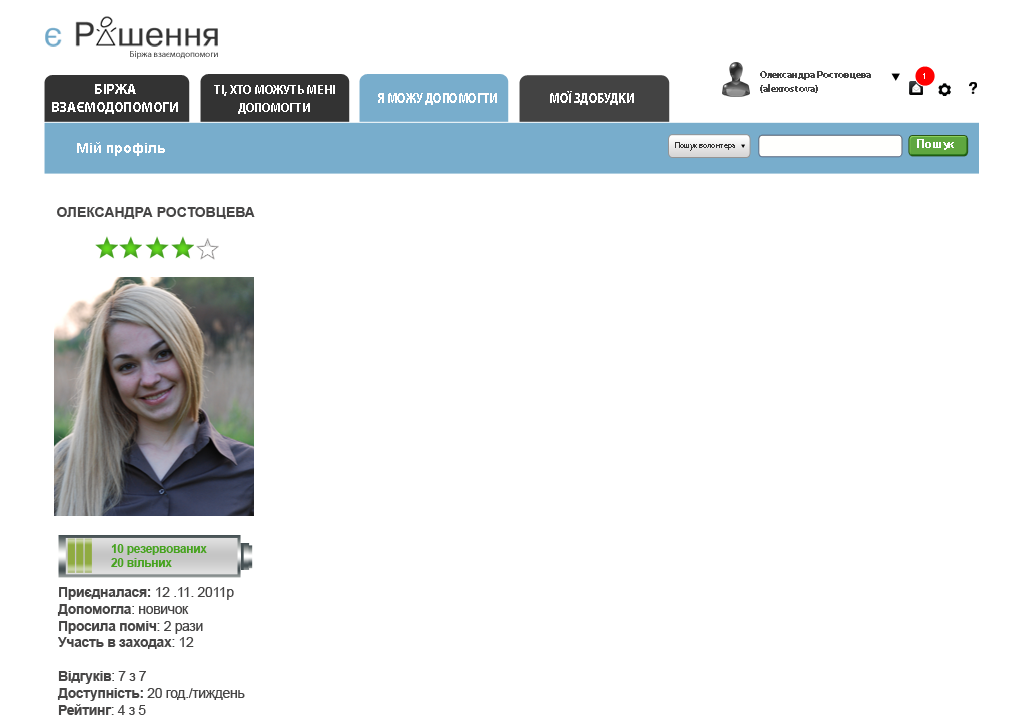 є Рішення
Біржа взаємодопомоги
БІРЖА
ВЗАЄМОДОПОМОГИ
ТІ, ХТО МОЖУТЬ МЕНІ
ДОПОМОГТИ
Я МОЖУ ДОПОМОГТИ
МОЇ ЗДОБУДКИ
Олександра Ростовцева
(alexrostova)
1
?
Мій профіль
Пошук волонтера
Пошук
ОЛЕКСАНДРА РОСТОВЦЕВА
10 резервованих
20 вільних
Приєдналася: 12 .11. 2011р
Допомогла: новичок
Просила поміч: 2 рази
Участь в заходах: 12
Відгуків: 7 з 7
Доступність: 20 год./тиждень
Рейтинг: 4 з 5